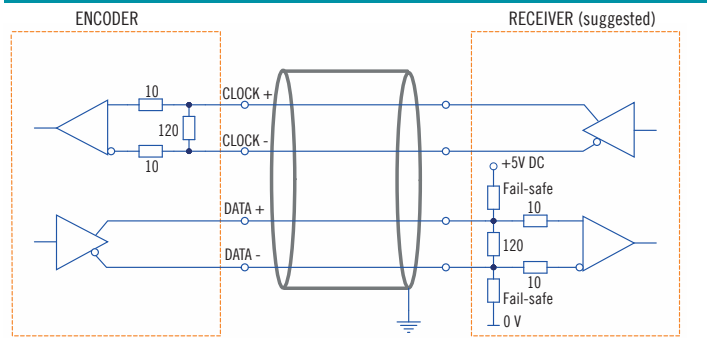 ENCODER
RECEIVER (suggested)
10
CLOCK +
120
CLOCK -
10
+5V DC
Fail-safe
DATA +
10
120
DATA -
10
Fail-safe
0 V